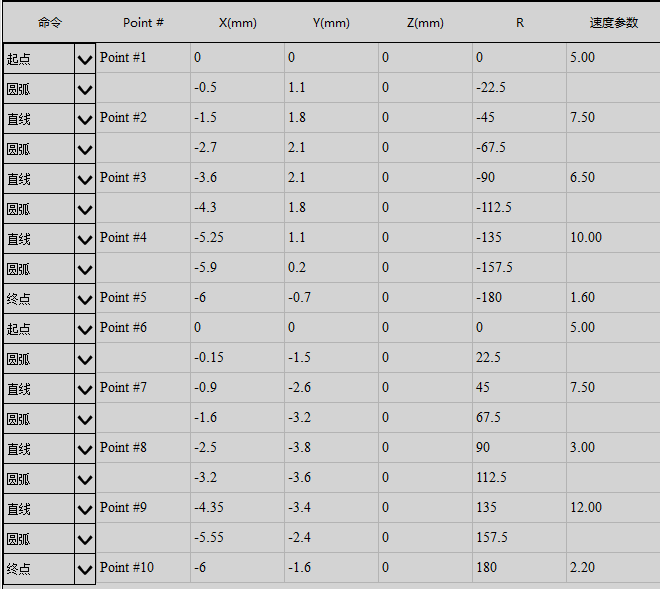 命令 Point # X(mm) Y(mm) Z(mm) R 速度参数
起点 Point #1 0 0 0 0 5.00
圆弧 -0.5 1.1 0 -22.5
直线 Point #2 -1.5 1.8 0 -45 7.50
圆弧 -2.7 2.1 0 -67.5
直线 Point #3 -3.6 2.1 0 -90 6.50
圆弧 -4.3 1.8 0 -112.5
直线 Point #4 -5.25 1.1 0 -135 10.00
圆弧 -5.9 0.2 0 -157.5
终点 Point #5 -6 -0.7 0 -180 1.60
起点 Point #6 0 0 0 0 5.00
圆弧 -0.15 -1.5 0 22.5
直线 Point #7 -0.9 -2.6 0 45 7.50
圆弧 -1.6 -3.2 0 67.5
直线 Point #8 -2.5 -3.8 0 90 3.00
圆弧 -3.2 -3.6 0 112.5
直线 Point #9 -4.35 -3.4 0 135 12.00
圆弧 -5.55 -2.4 0 157.5
终点 Point #10 -6 -1.6 0 180 2.20